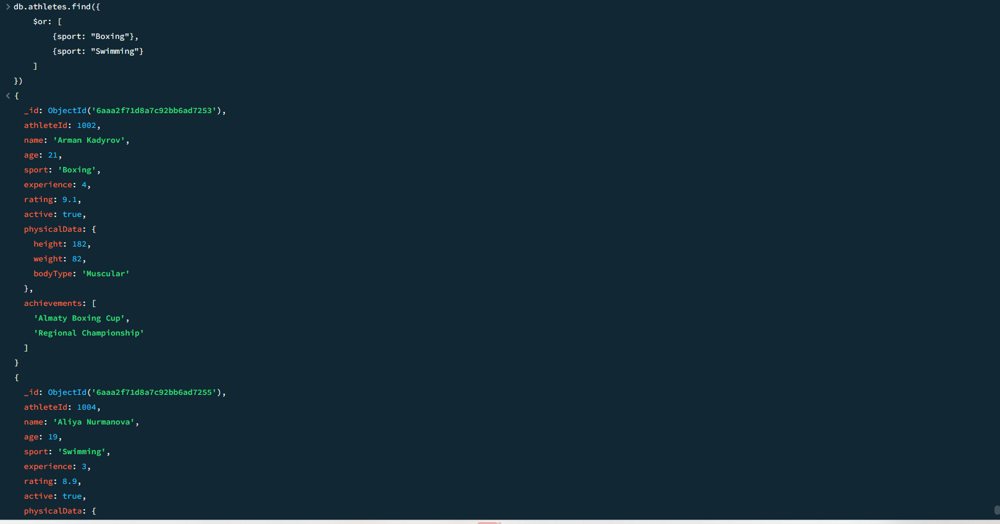 > db.athletes.find({
    $or: [
        {sport: "Boxing"},
        {sport: "Swimming"}
    ]
})
< {
  _id: ObjectId('6aaa2f71d8a7c92bb6ad7253'),
  athleteId: 1002,
  name: 'Arman Kadyrov',
  age: 21,
  sport: 'Boxing',
  experience: 4,
  rating: 9.1,
  active: true,
  physicalData: {
    height: 182,
    weight: 82,
    bodyType: 'Muscular'
  },
  achievements: [
    'Almaty Boxing Cup',
    'Regional Championship'
  ]
}
{
  _id: ObjectId('6aaa2f71d8a7c92bb6ad7255'),
  athleteId: 1004,
  name: 'Aliya Nurmanova',
  age: 19,
  sport: 'Swimming',
  experience: 3,
  rating: 8.9,
  active: true,
  physicalData: {